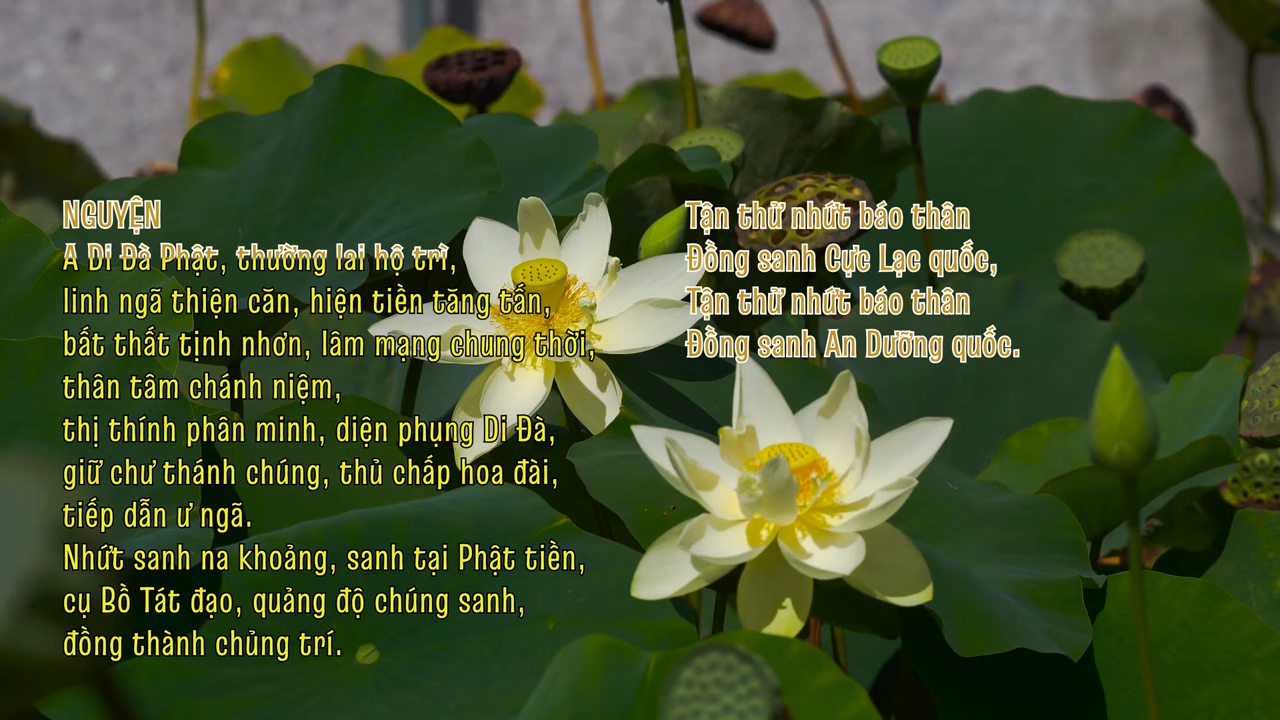 NGUYỆN
A Di Đà Phật, thường lai hộ trì,
linh ngã thiện căn, hiện tiền tăng tấn,
bất thất tịnh nhơn, lâm mạng chung thời,
thân tâm chánh niệm,
thị thính phân minh, diện phụng Di Đà,
giữ chư thánh chúng, thủ chấp hoa đài,
tiếp dẫn ư ngã.
Nhứt sanh na khoảng, sanh tại Phật tiền,
cụ Bồ Tát đạo, quảng độ chúng sanh,
đồng thành chủng trí.
Tận thử nhứt báo thân
Đồng sanh Cực Lạc quốc,
Tận thử nhứt báo thân
Đồng sanh An Dưỡng quốc.